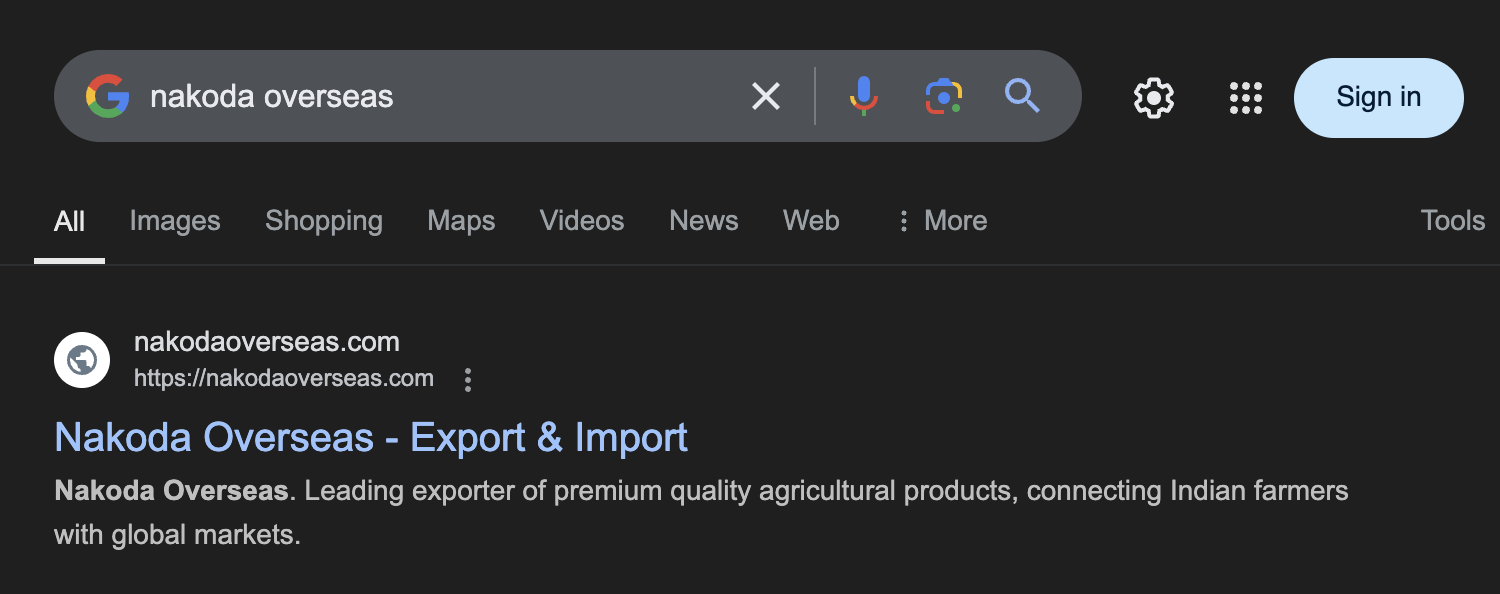 nakoda overseas
Sign in
All Images Shopping Maps Videos News Web More Tools
nakodaoverseas.com
https://nakodaoverseas.com
Nakoda Overseas - Export & Import
Nakoda Overseas. Leading exporter of premium quality agricultural products, connecting Indian farmers
with global markets.